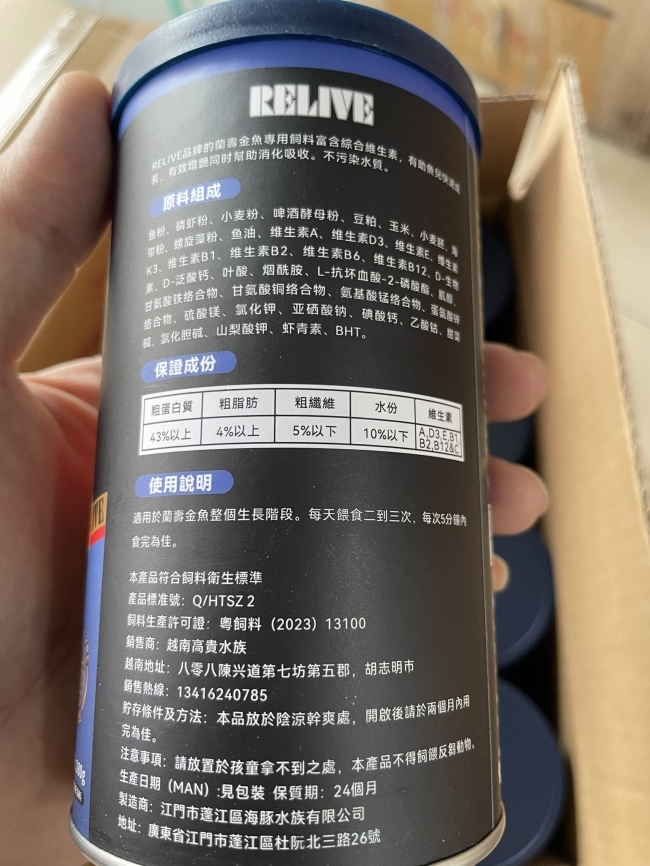 RELIVE
RELIVE品牌的蘭壽金魚專用飼料富含綜合維生素，有助魚兒快速成
長，有效增艷同時幫助消化吸收。不污染水質。
原料組成
鱼粉、磷虾粉、小麦粉、啤酒酵母粉、豆粕、玉米、小麦胚、海
带粉、螺旋藻粉、鱼油、维生素A、维生素D3、维生素E、维生素
K3、维生素B1、维生素B2、维生素B6、维生素B12、D-生物
素、D-泛酸钙、叶酸、烟酰胺、L-抗坏血酸-2-磷酸酯、肌醇、
甘氨酸铁络合物、甘氨酸铜络合物、氨基酸锰络合物、蛋氨酸锌
络合物、硫酸镁、氯化钾、亚硒酸钠、碘酸钙、乙酸钴、甜菜
碱、氯化胆碱、山梨酸钾、虾青素、BHT。
保證成份
粗蛋白質 粗脂肪 粗纖維 水份 維生素
43%以上 4%以上 5%以下 10%以下 A,D3,E,B1
B2,B12&C
使用說明
適用於蘭壽金魚整個生長階段。每天餵食二到三次，每次5分鐘內
食完為佳。
本產品符合飼料衛生標準
產品標准號：Q/HTSZ 2
飼料生產許可證：粵飼料（2023）13100
銷售商：越南高貴水族
越南地址：八零八陳兴道第七坊第五郡，胡志明市
銷售熱線：13416240785
貯存條件及方法：本品放於陰涼幹爽處，開啟後請於兩個月內用
完為佳。
注意事項：請放置於孩童拿不到之處，本產品不得飼餵反芻動物。
生產日期（MAN）:見包裝 保質期：24個月
製造商：江門市蓬江區海豚水族有限公司
地址：廣東省江門市蓬江區杜阮北三路26號